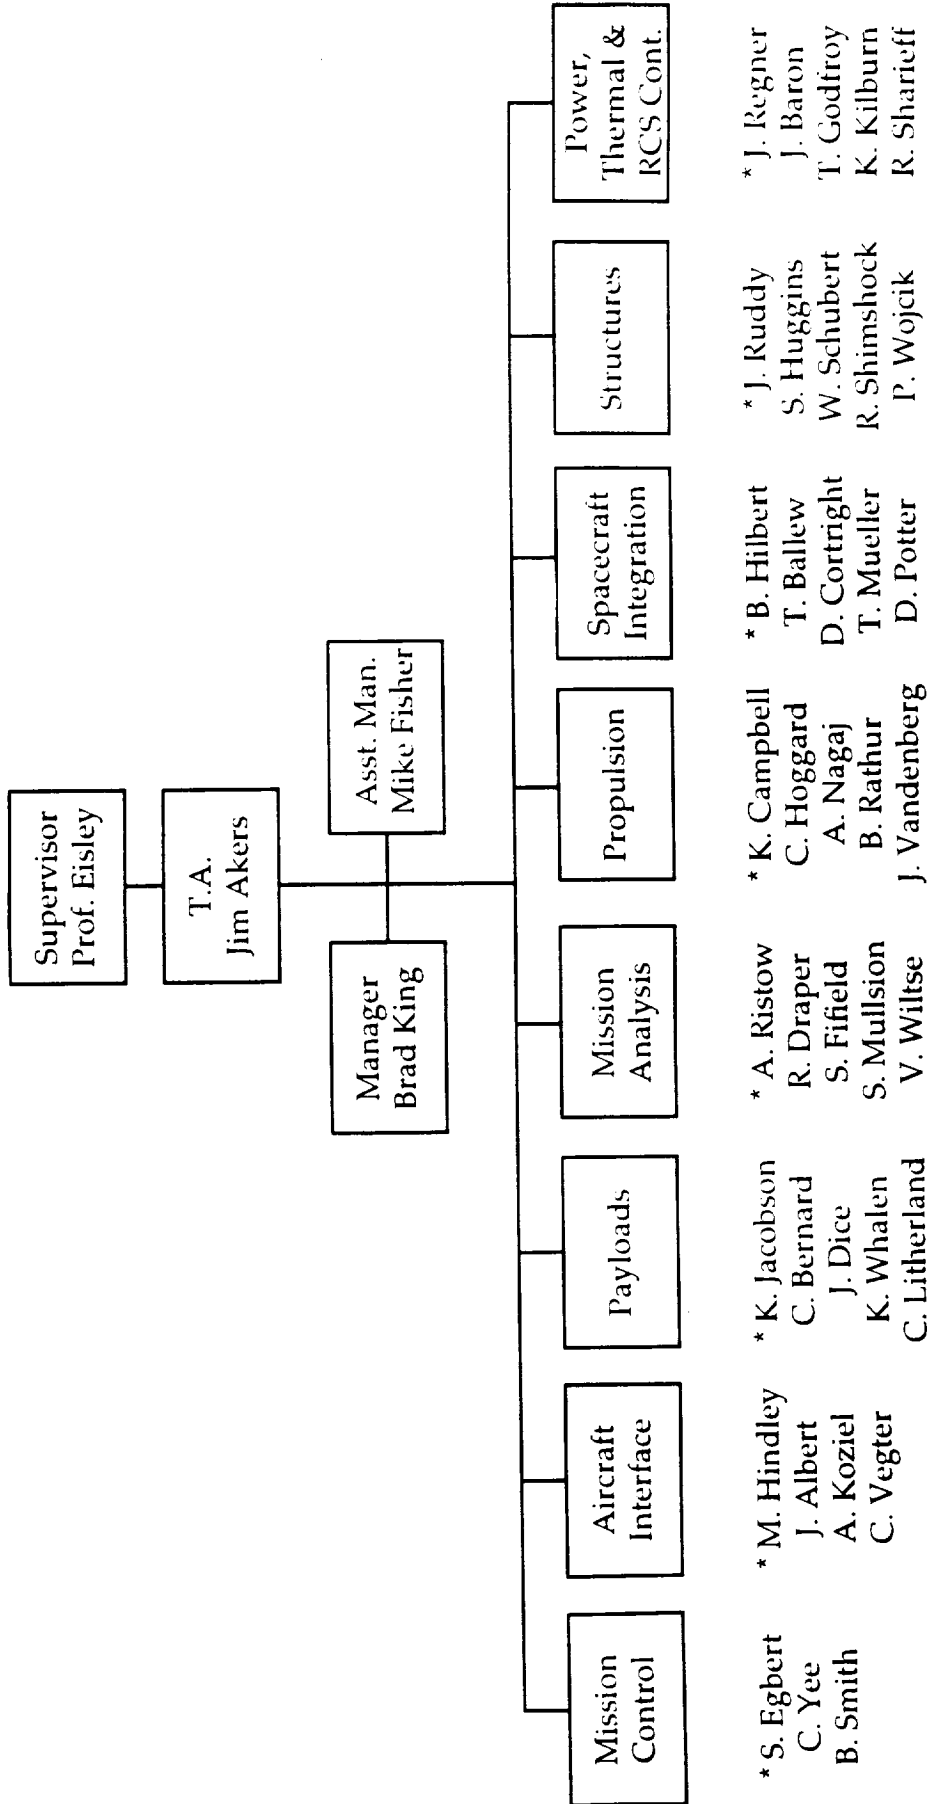 Supervisor
Prof. Eisley
T.A.
Jim Akers
Manager
Brad King
Asst. Man.
Mike Fisher
Mission
Control
* S. Egbert
C. Yee
B. Smith
Aircraft
Interface
* M. Hindley
J. Albert
A. Koziel
C. Vegter
Payloads
* K. Jacobson
C. Bernard
J. Dice
K. Whalen
C. Litherland
Mission
Analysis
* A. Ristow
R. Draper
S. Fifield
S. Mullsion
V. Wiltse
Propulsion
* K. Campbell
C. Hoggard
A. Nagaj
B. Rathur
J. Vandenberg
Spacecraft
Integration
* B. Hilbert
T. Ballew
D. Cortright
T. Mueller
D. Potter
Structures
* J. Ruddy
S. Huggins
W. Schubert
R. Shimshock
P. Wojcik
Power,
Thermal &
RCS Cont.
* J. Regner
J. Baron
T. Godfroy
K. Kilburn
R. Sharieff